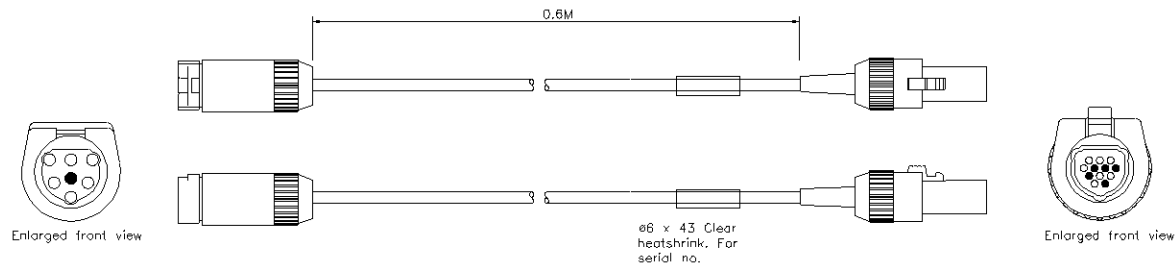 0.6M
Enlarged front view
ø6 x 43 Clear
heatshrink. For
serial no.
Enlarged front view